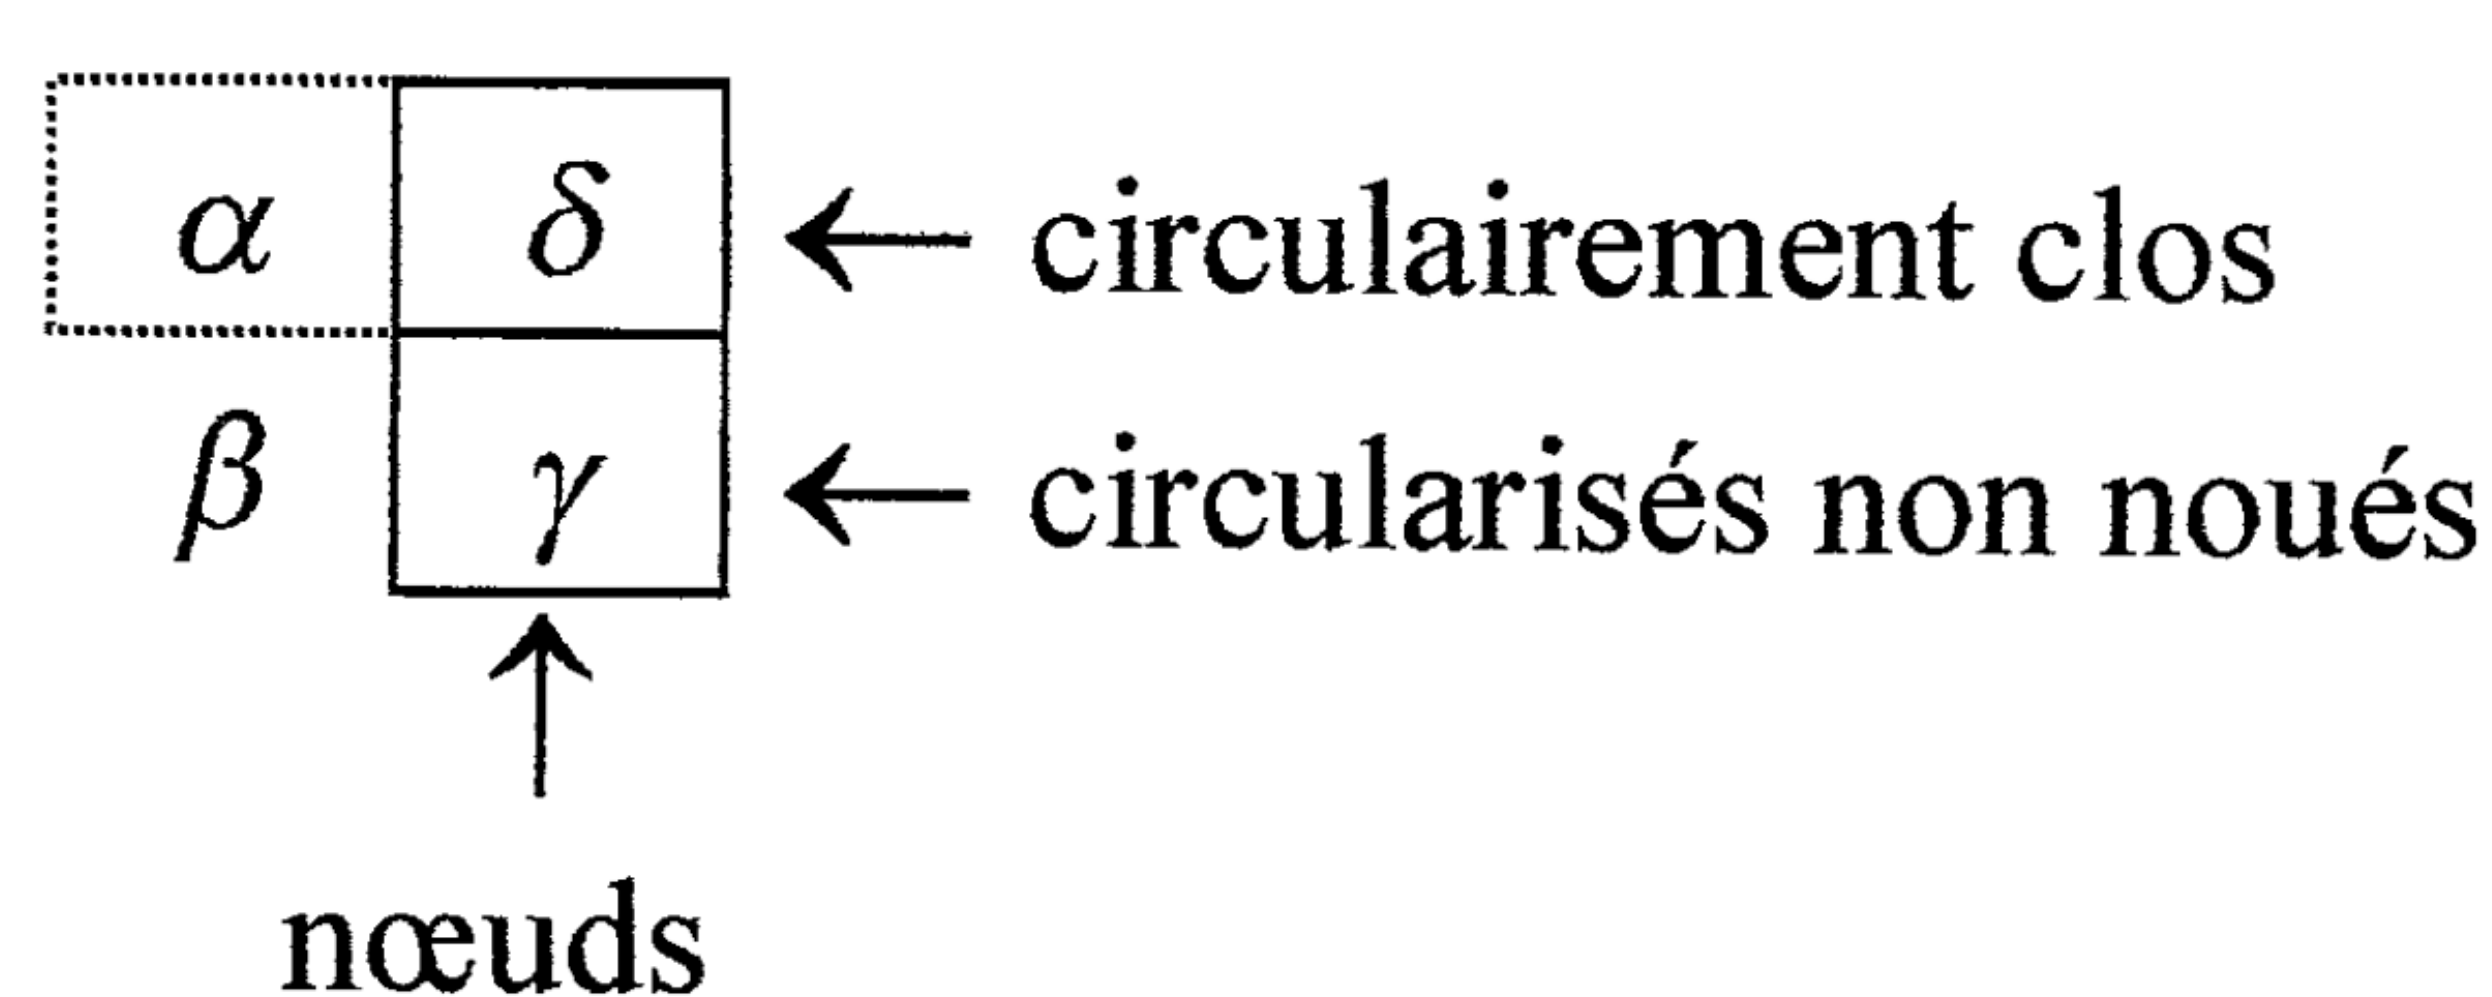 α δ ← circulairement clos
β γ ← circularisés non noués
↑
nœuds